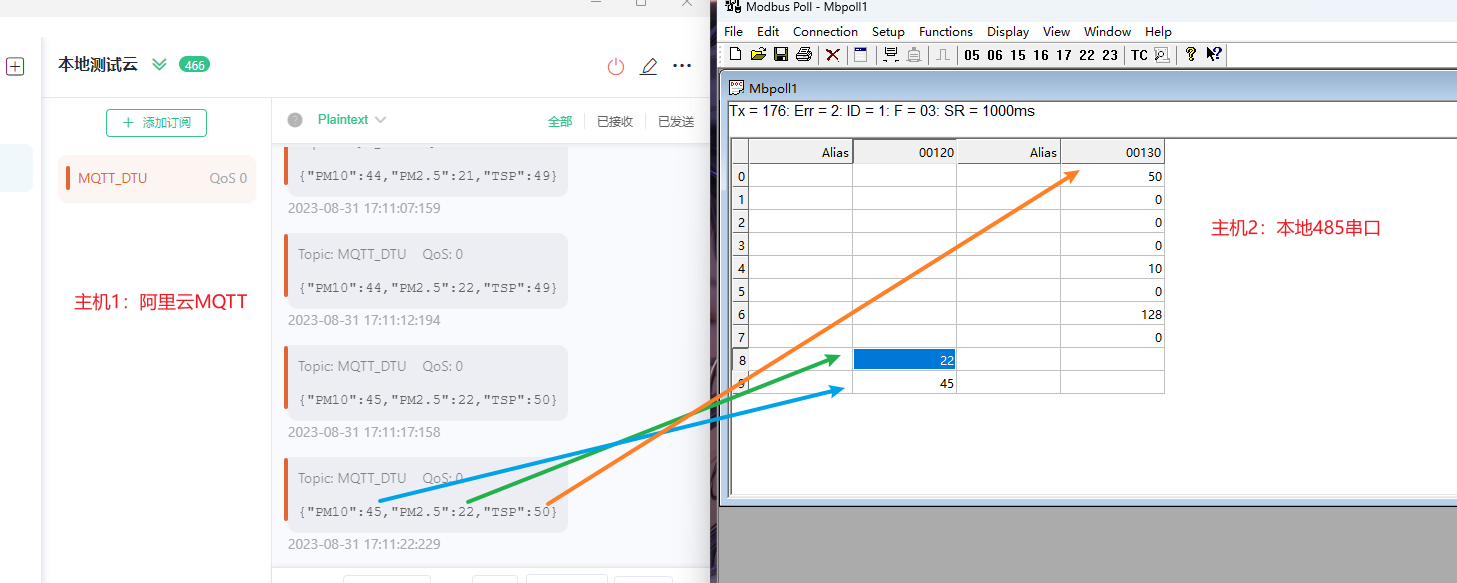 本地测试云
466
添加订阅
Plaintext
全部
已接收
已发送
MQTT_DTU
QoS 0
{"PM10":44,"PM2.5":21,"TSP":49}
2023-08-31 17:11:07:159
Topic: MQTT_DTU QoS: 0
{"PM10":44,"PM2.5":22,"TSP":49}
2023-08-31 17:11:12:194
Topic: MQTT_DTU QoS: 0
{"PM10":45,"PM2.5":22,"TSP":50}
2023-08-31 17:11:17:158
Topic: MQTT_DTU QoS: 0
{"PM10":45,"PM2.5":22,"TSP":50}
2023-08-31 17:11:22:229
主机1：阿里云MQTT
Modbus Poll - Mbpoll1
File Edit Connection Setup Functions Display View Window Help
05 06 15 16 17 22 23 TC
Mbpoll1
Tx = 176: Err = 2: ID = 1: F = 03: SR = 1000ms
Alias 00120 Alias 00130
0 50
1 0
2 0
3 0
4 10
5 0
6 128
7 0
8 22
9 45
主机2：本地485串口